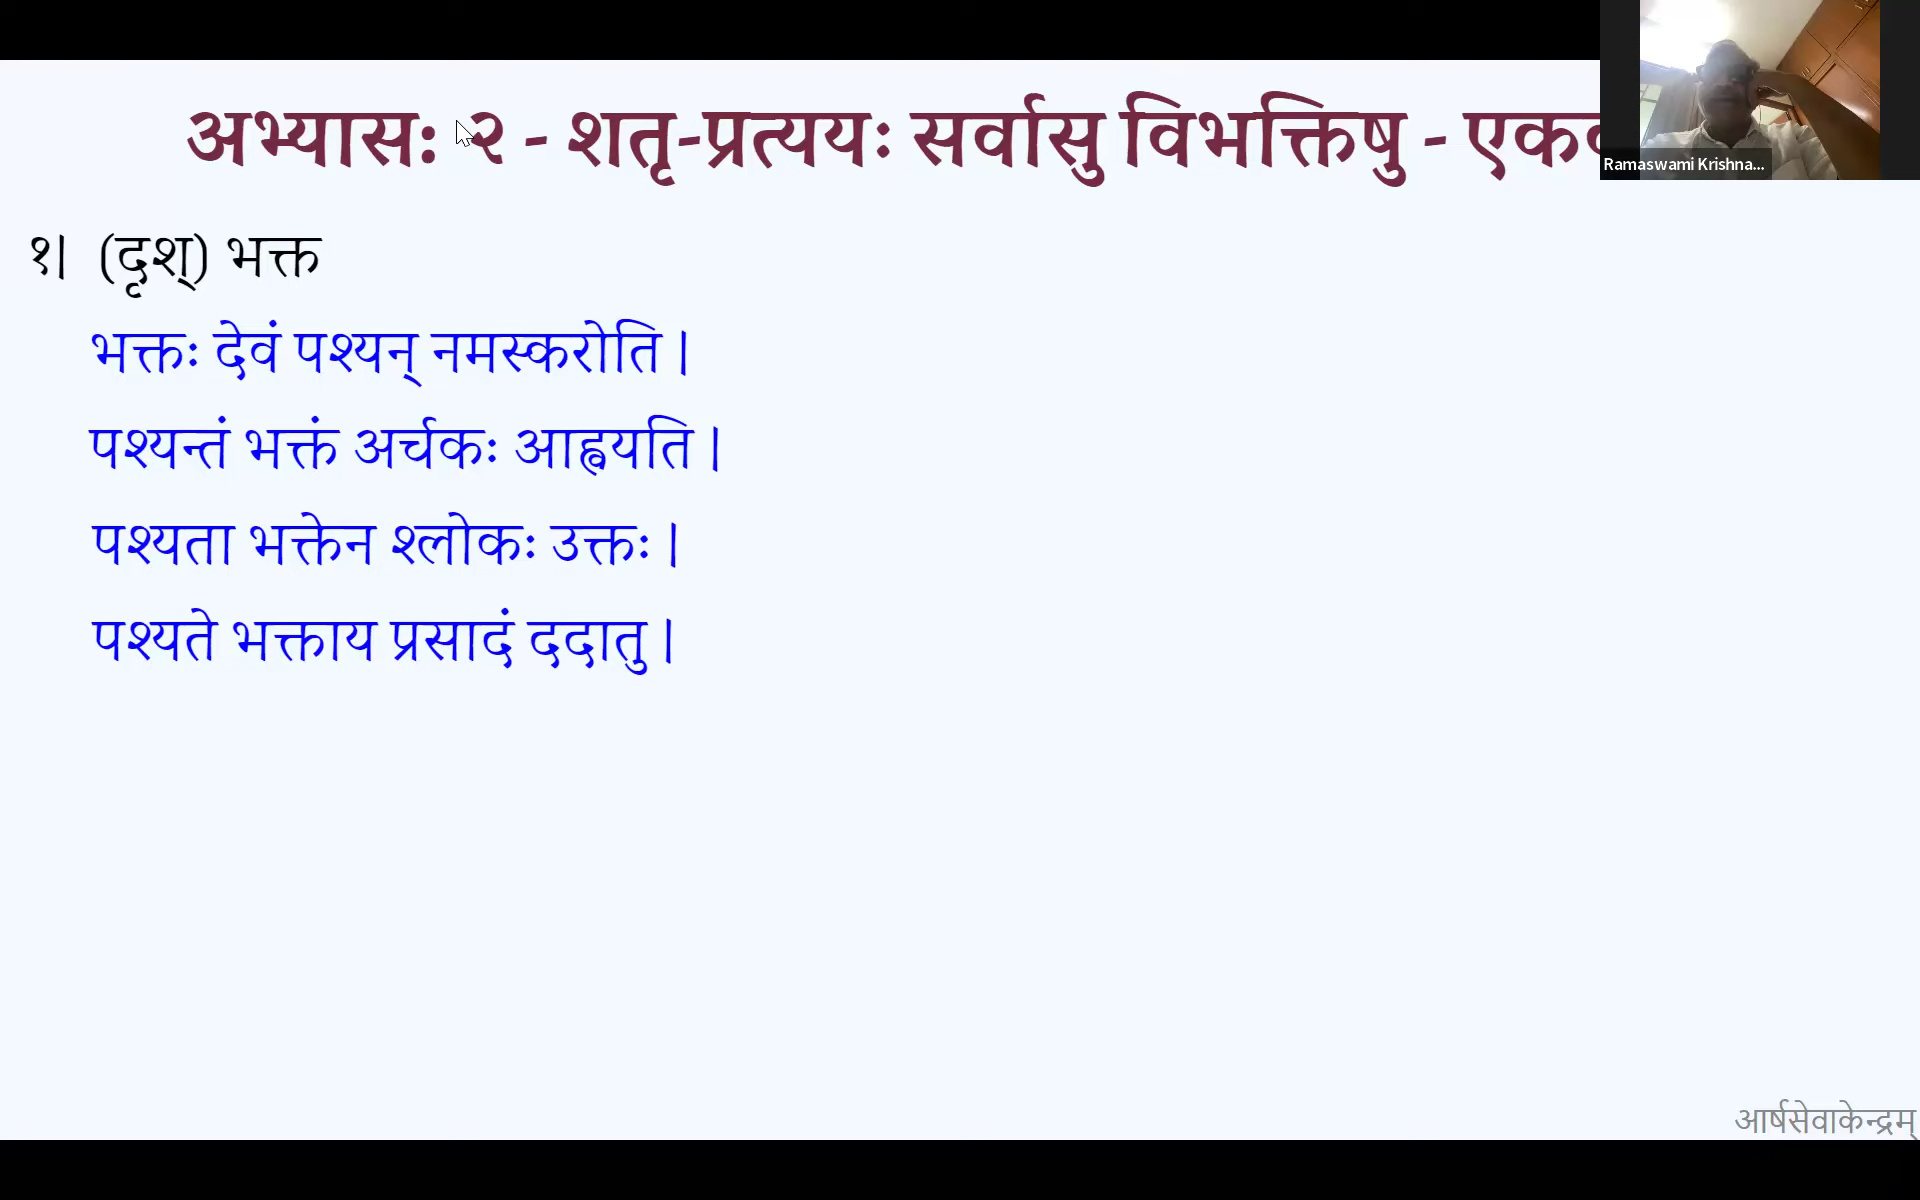 अभ्यासः २ - शतृ-प्रत्ययः सर्वासु विभक्तिषु -
Ramaswami Krishna...
१। (दृश्) भक्त
भक्तः देवं पश्यन् नमस्करोति।
पश्यन्तं भक्तं अर्चकः आह्वयति।
पश्यता भक्तेन श्लोकः उक्तः।
पश्यते भक्ताय प्रसादं ददातु।
आर्षसेवाकेन्द्रम्